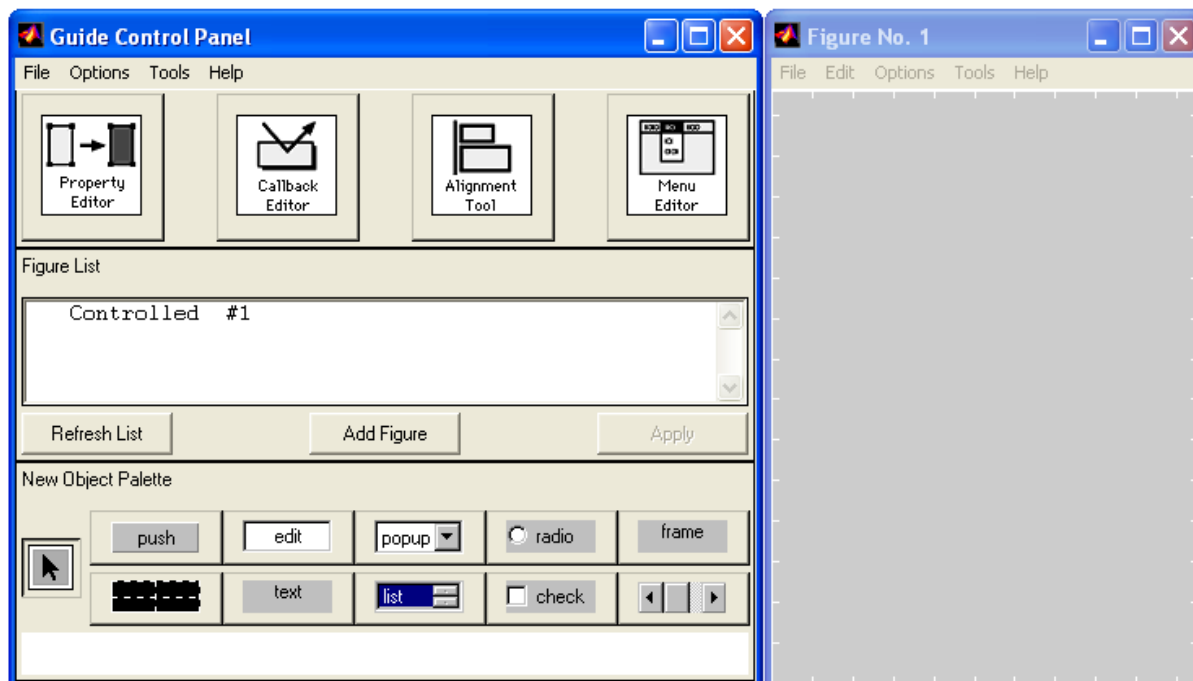 Guide Control Panel
File Options Tools Help
Property Editor
Callback Editor
Alignment Tool
Menu Editor
Figure List
Controlled #1
Refresh List Add Figure Apply
New Object Palette
push edit popup radio frame
text list check
Figure No. 1
File Edit Options Tools Help